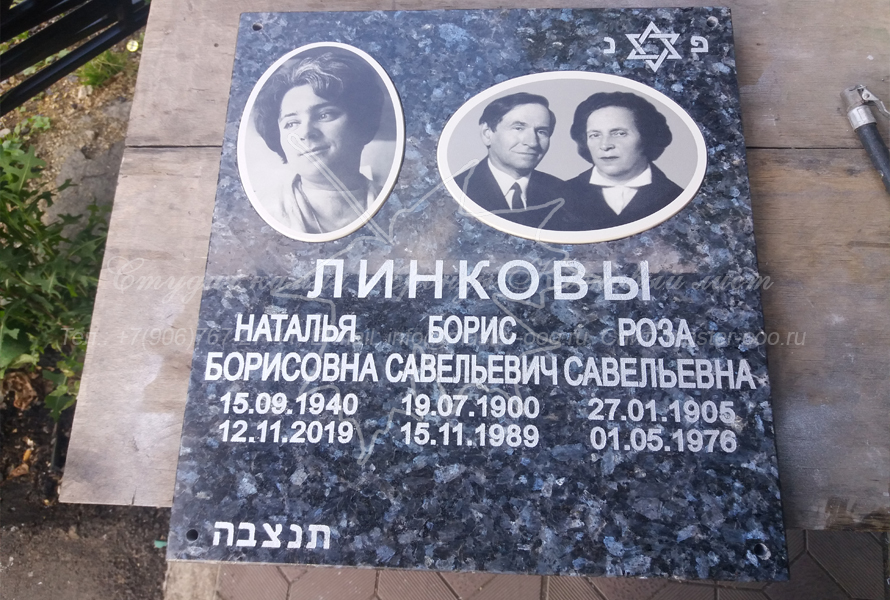 פ נ
ЛИНКОВЫ
НАТАЛЬЯ БОРИС РОЗА
БОРИСОВНА САВЕЛЬЕВИЧ САВЕЛЬЕВНА
15.09.1940 19.07.1900 27.01.1905
12.11.2019 15.11.1989 01.05.1976
תנצבה